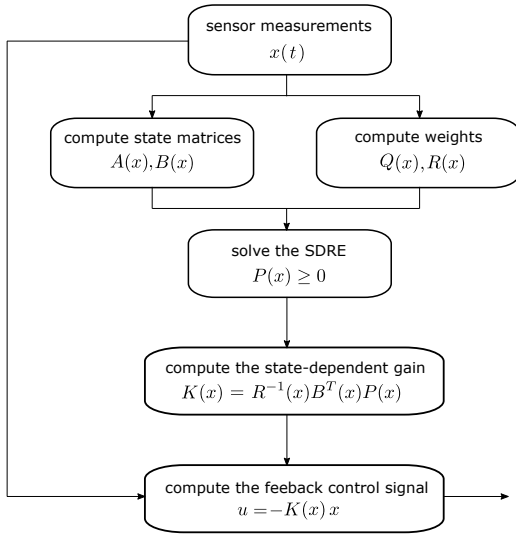 sensor measurements
x(t)
compute state matrices
A(x), B(x)
compute weights
Q(x), R(x)
solve the SDRE
P(x) ≥ 0
compute the state-dependent gain
K(x) = R⁻¹(x)Bᵀ(x)P(x)
compute the feeback control signal
u = −K(x) x